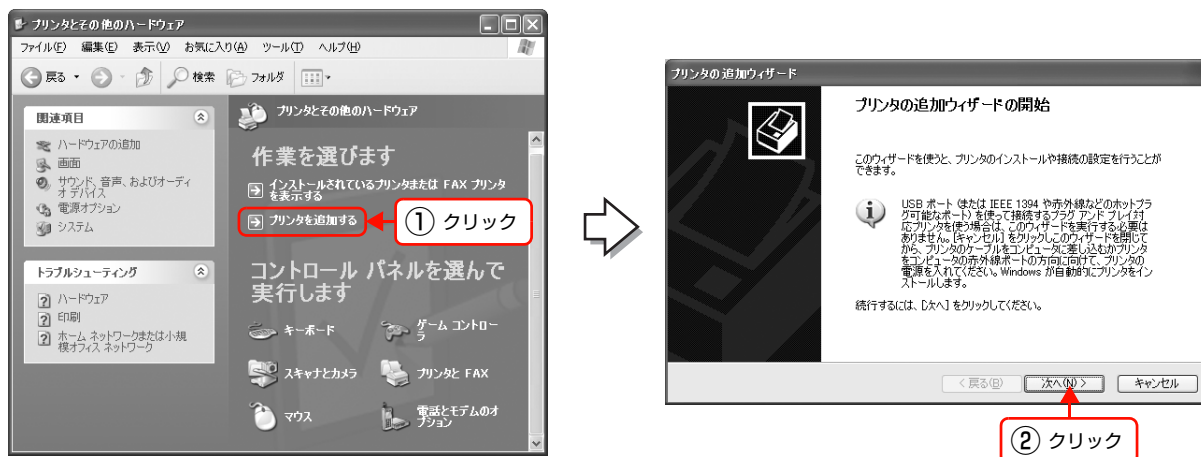 プリンタとその他のハードウェア
ファイル(F) 編集(E) 表示(V) お気に入り(A) ツール(T) ヘルプ(H)
戻る 検索 フォルダ
関連項目
ハードウェアの追加
画面
サウンド、音声、およびオーディ
オ デバイス
電源オプション
システム
トラブルシューティング
ハードウェア
印刷
ホーム ネットワークまたは小規
模オフィス ネットワーク
プリンタとその他のハードウェア
作業を選びます
インストールされているプリンタまたは FAX プリンタ
を表示する
プリンタを追加する
① クリック
コントロール パネルを選んで
実行します
キーボード
ゲーム コントロー
ラ
スキャナとカメラ
プリンタと FAX
マウス
電話とモデムのオ
プション
プリンタの追加ウィザード
プリンタの追加ウィザードの開始
このウィザードを使うと、プリンタのインストールや接続の設定を行うことが
できます。
USB ポート (または IEEE 1394 や赤外線などのホットプラ
グ可能なポート) を使って接続するプラグ アンド プレイ対
応プリンタを使う場合は、このウィザードを実行する必要は
ありません。[キャンセル] をクリックしこのウィザードを閉じて
から、プリンタのケーブルをコンピュータに差し込むかプリンタ
をコンピュータの赤外線ポートの方向に向けて、プリンタの
電源を入れてください。Windows が自動的にプリンタをイン
ストールします。
続行するには、[次へ] をクリックしてください。
< 戻る(B) 次へ(N) > キャンセル
② クリック